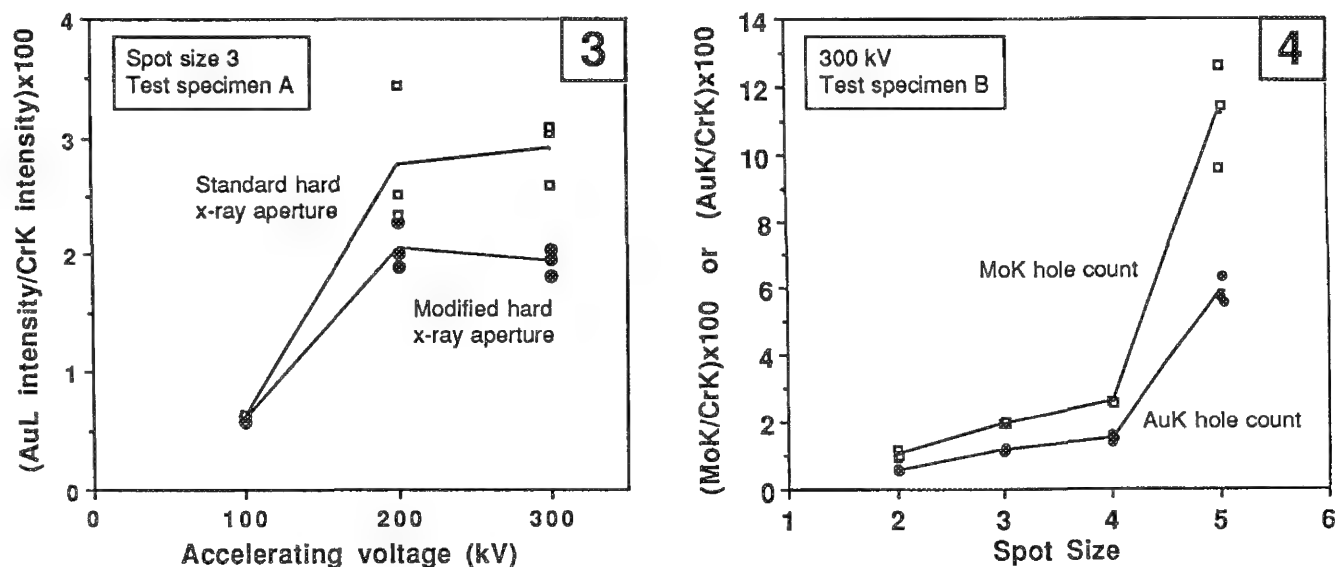 3
Spot size 3
Test specimen A
(AuL intensity/CrK intensity)x100
4
3
2
1
0
Standard hard
x-ray aperture
Modified hard
x-ray aperture
0 100 200 300
Accelerating voltage (kV)
4
300 kV
Test specimen B
(MoK/CrK)x100 or (AuK/CrK)x100
14
12
10
8
6
4
2
0
MoK hole count
AuK hole count
1 2 3 4 5 6
Spot Size